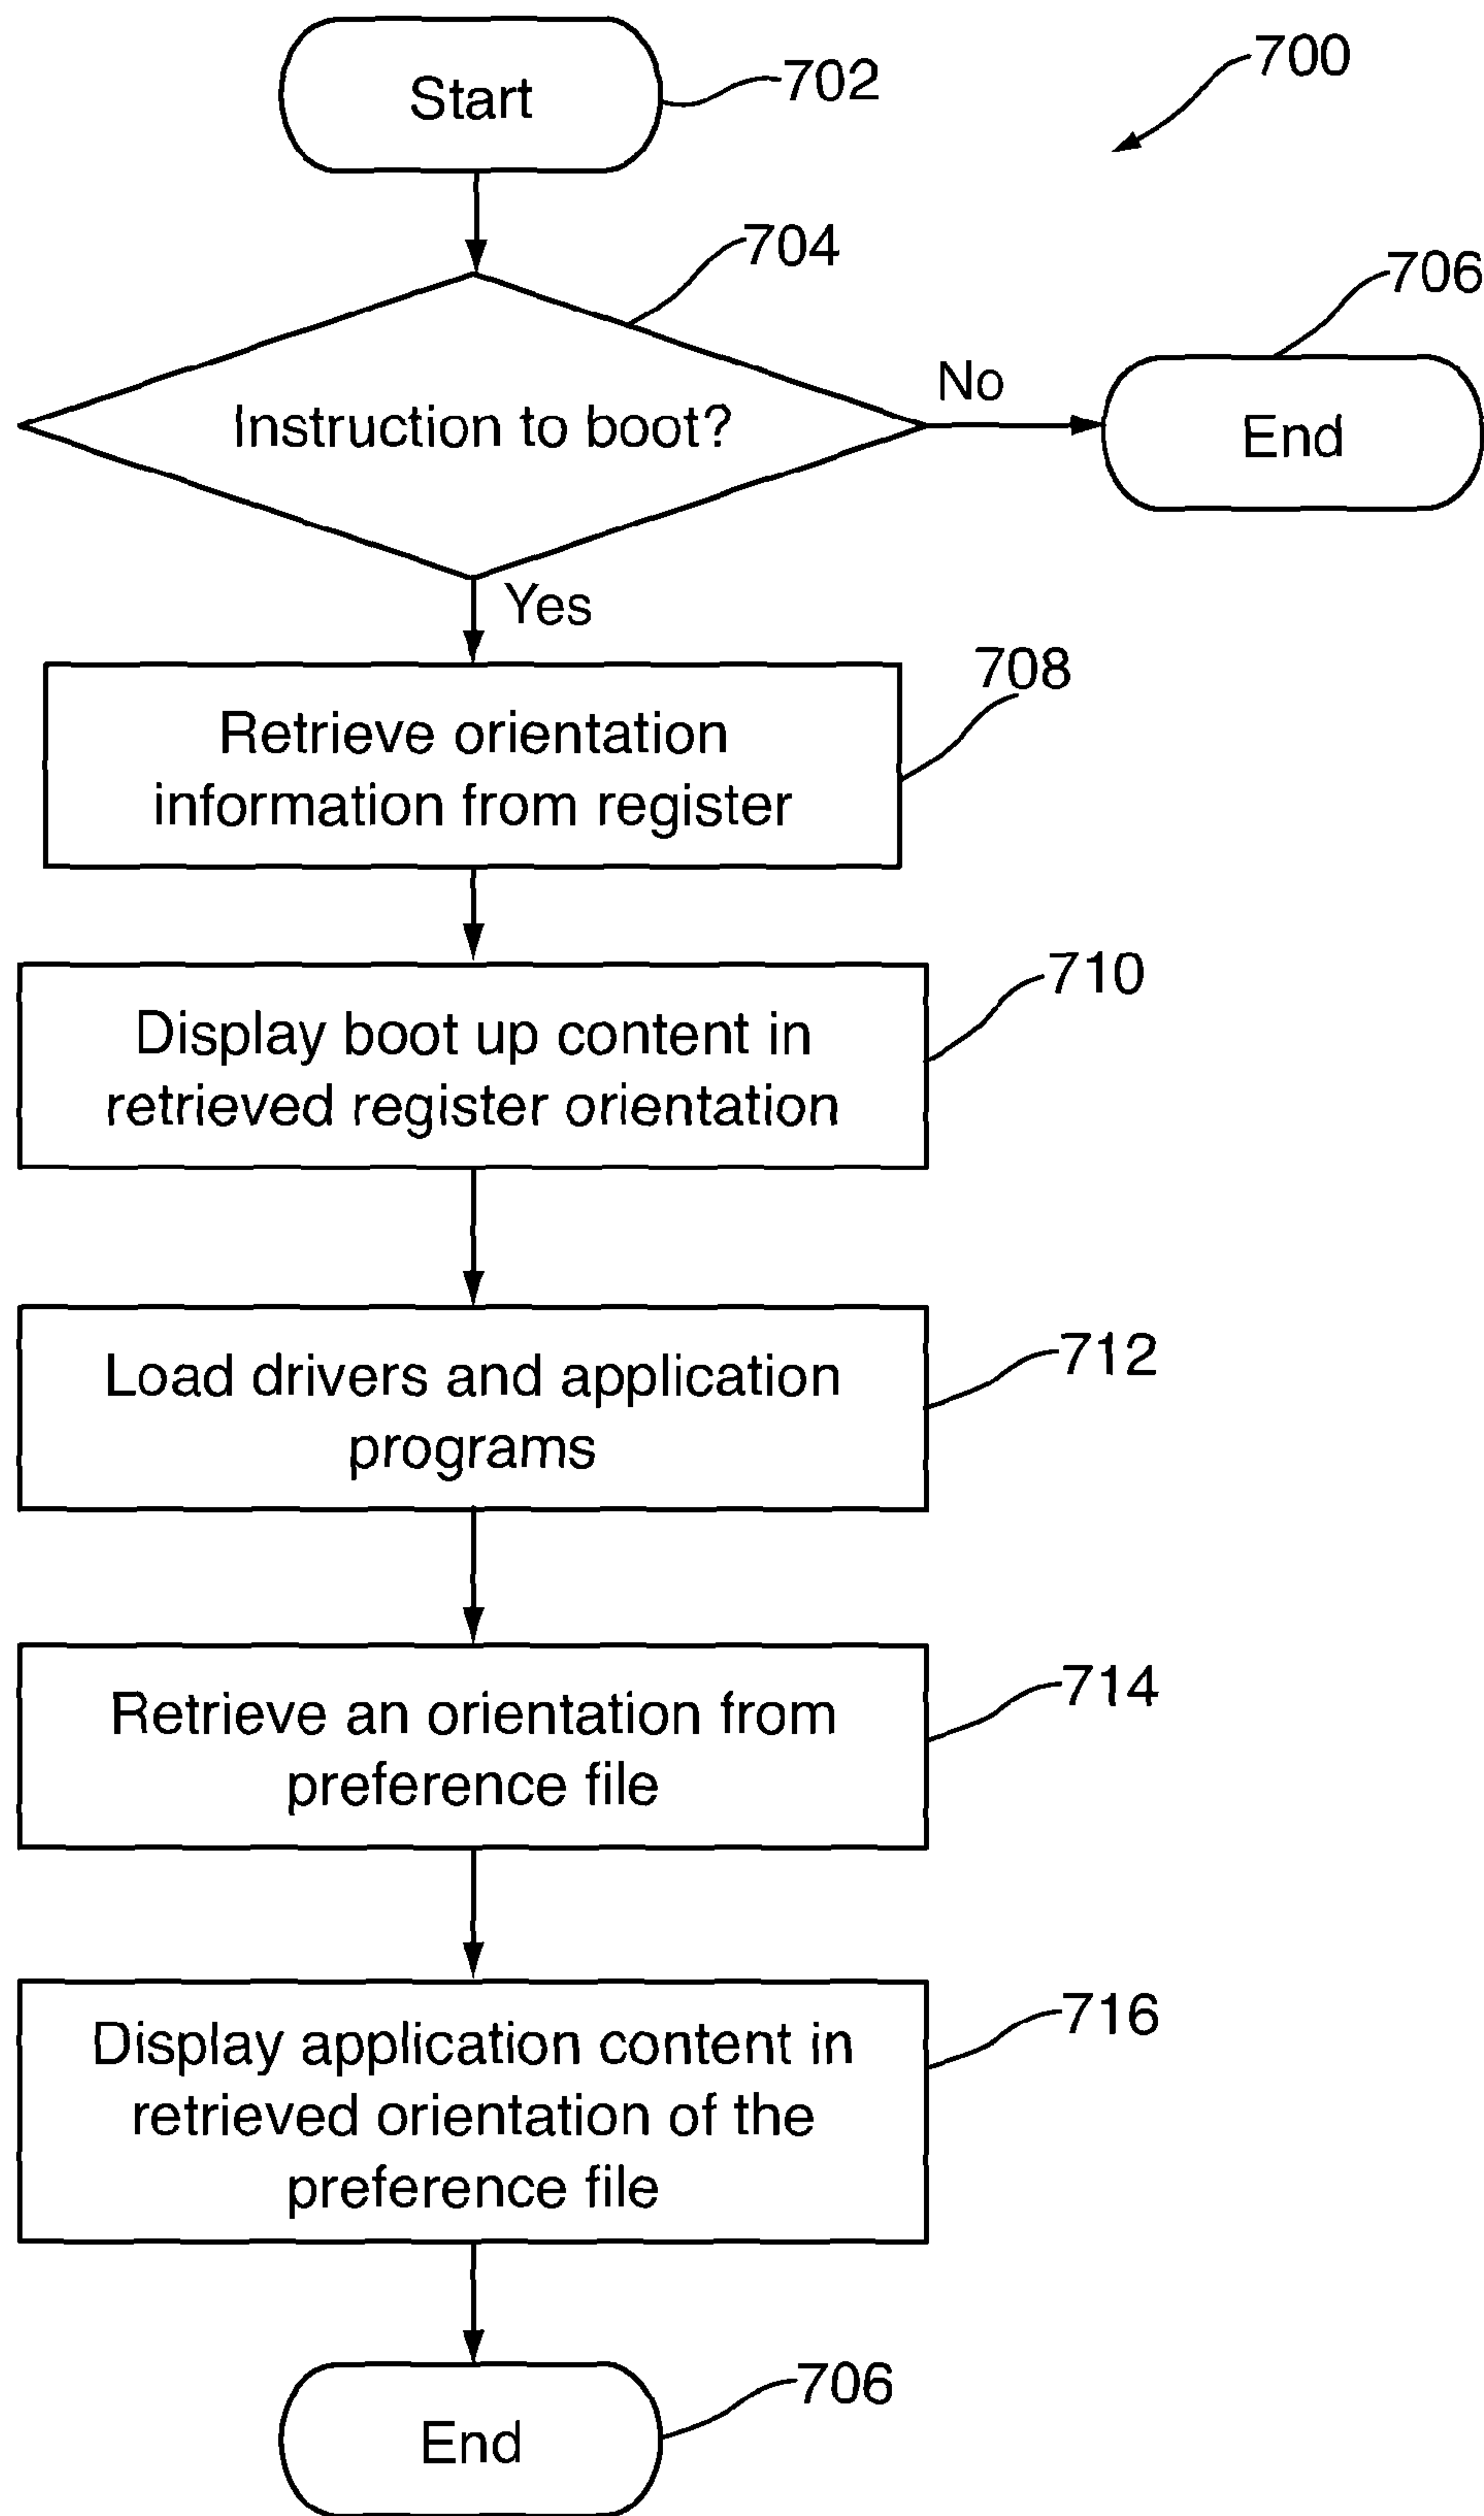 Start
702
700
704
706
Instruction to boot?
No
End
Yes
708
Retrieve orientation
information from register
710
Display boot up content in
retrieved register orientation
712
Load drivers and application
programs
714
Retrieve an orientation from
preference file
716
Display application content in
retrieved orientation of the
preference file
706
End